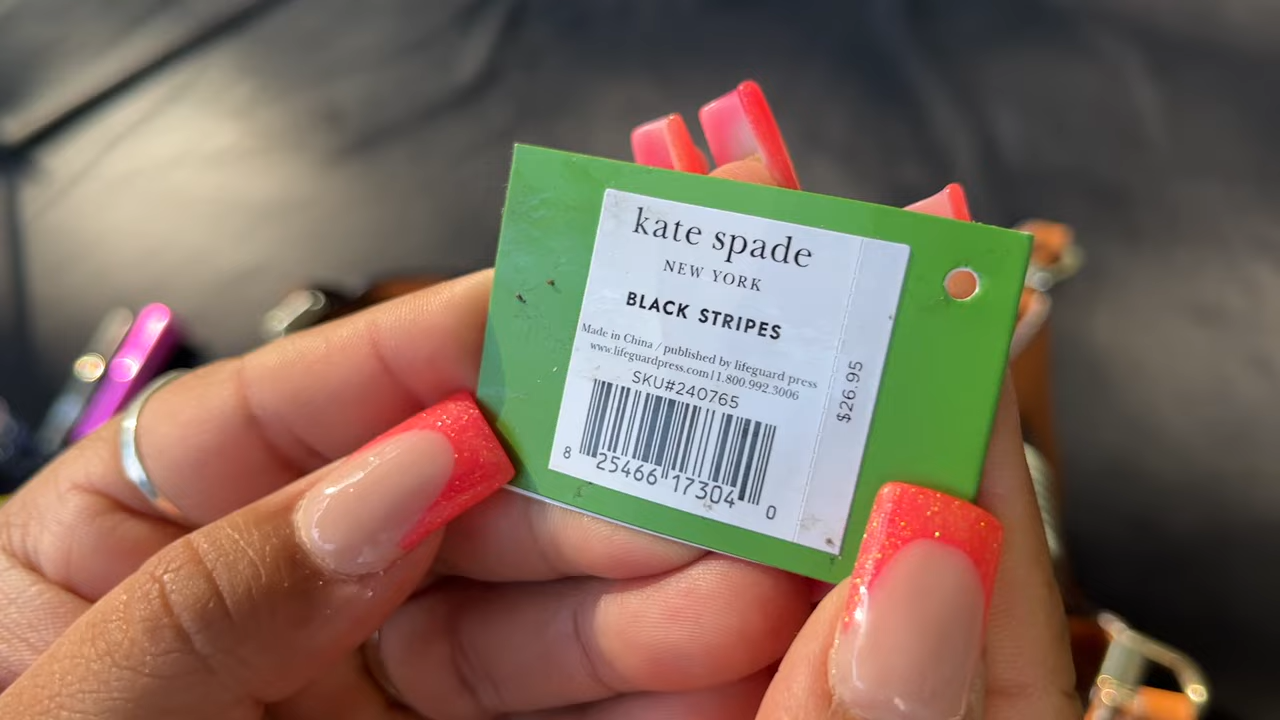 kate spade
NEW YORK
BLACK STRIPES
Made in China / published by lifeguard press
www.lifeguardpress.com | 1.800.992.3006
SKU#240765
8 25466 17304 0
$26.95